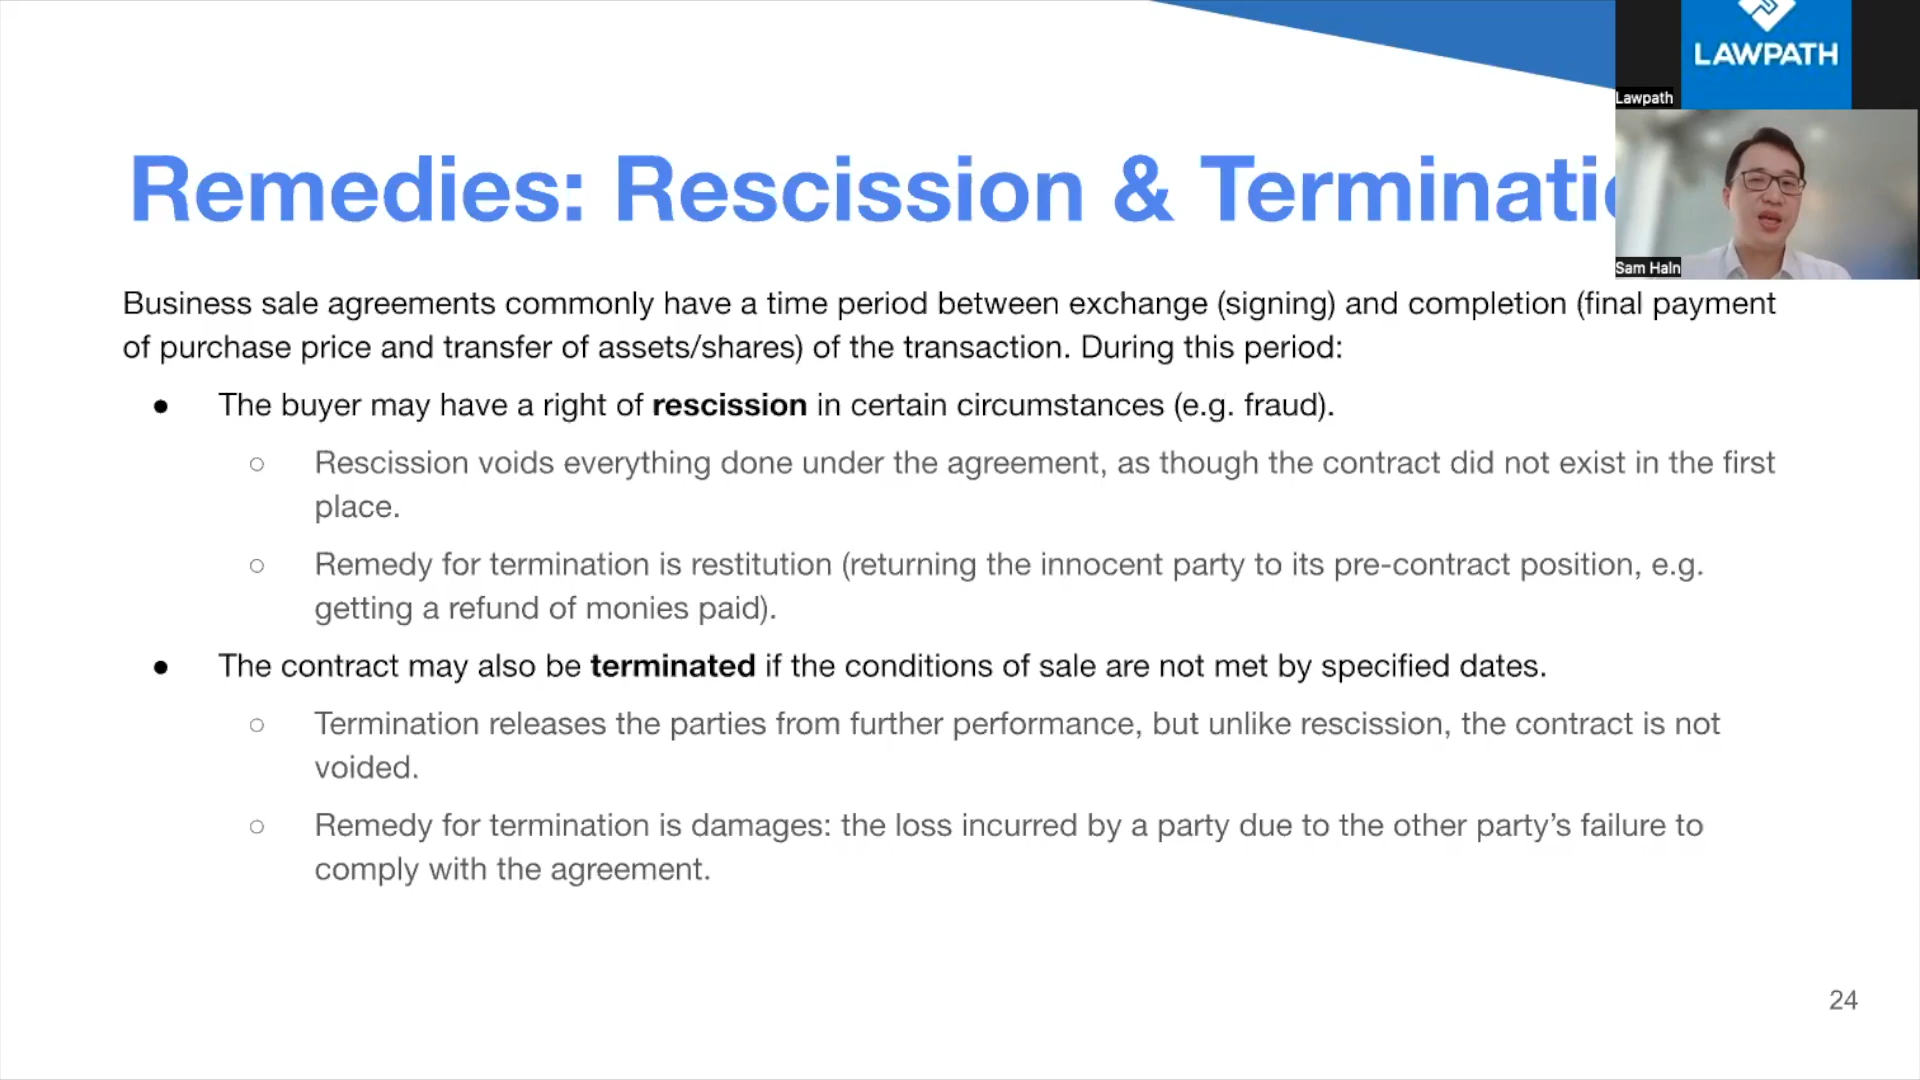 LAWPATH
Lawpath
Remedies: Rescission & Terminatio
Sam Haln
Business sale agreements commonly have a time period between exchange (signing) and completion (final payment
of purchase price and transfer of assets/shares) of the transaction. During this period:
● The buyer may have a right of rescission in certain circumstances (e.g. fraud).
○ Rescission voids everything done under the agreement, as though the contract did not exist in the first
place.
○ Remedy for termination is restitution (returning the innocent party to its pre-contract position, e.g.
getting a refund of monies paid).
● The contract may also be terminated if the conditions of sale are not met by specified dates.
○ Termination releases the parties from further performance, but unlike rescission, the contract is not
voided.
○ Remedy for termination is damages: the loss incurred by a party due to the other party’s failure to
comply with the agreement.
24